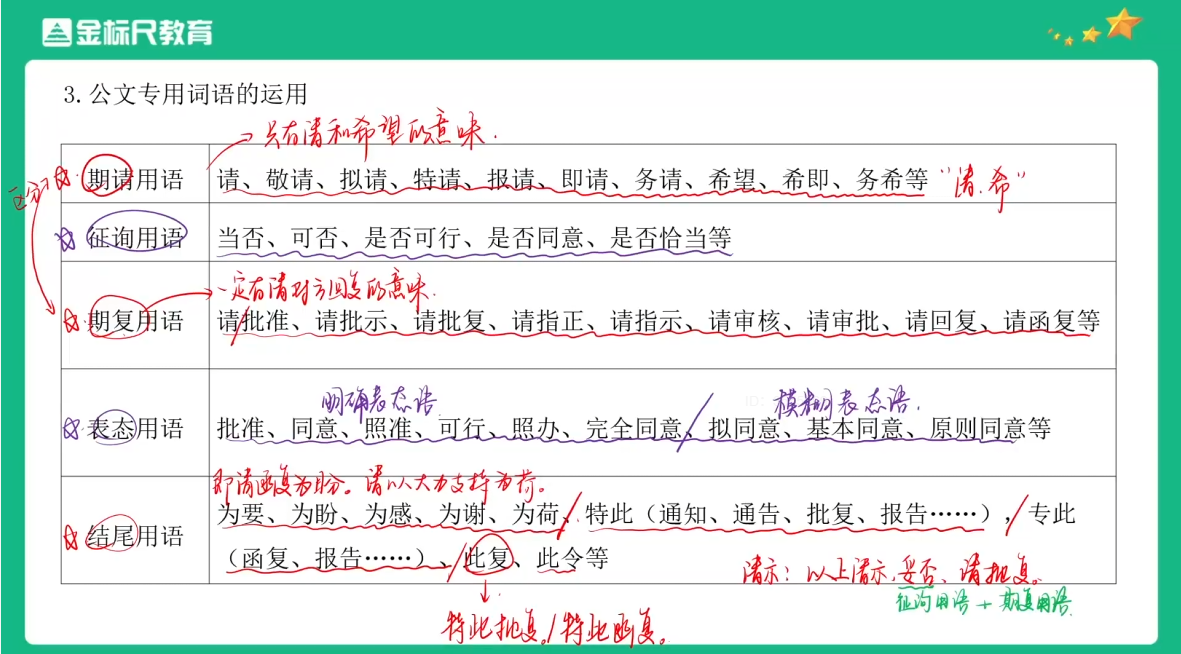 金标尺教育
3.公文专用词语的运用
只有请和希望的意味.
区分
期请用语 请、敬请、拟请、特请、报请、即请、务请、希望、希即、务希等 “请.希”
征询用语 当否、可否、是否可行、是否同意、是否恰当等
一定有请对方回复的意味.
期复用语 请批准、请批示、请批复、请指正、请指示、请审核、请审批、请回复、请函复等
明确表态语 模糊表态语.
表态用语 批准、同意、照准、可行、照办、完全同意、拟同意、基本同意、原则同意等
即请函复为盼。请以大力支持为荷。
为要、为盼、为感、为谢、为荷、特此（通知、通告、批复、报告……），专此
结尾用语
（函复、报告……）、此复、此令等
请示：以上请示,妥否、请批复。
征询用语+期复用语.
特此批复。/特此函复。